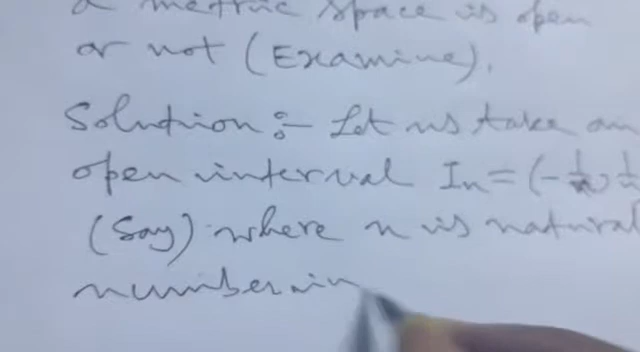 a metric space is open
or not (Examine).
Solution :- Let us take an
open interval In = (-1/n, 1/n
(Say) where n is natural
number in